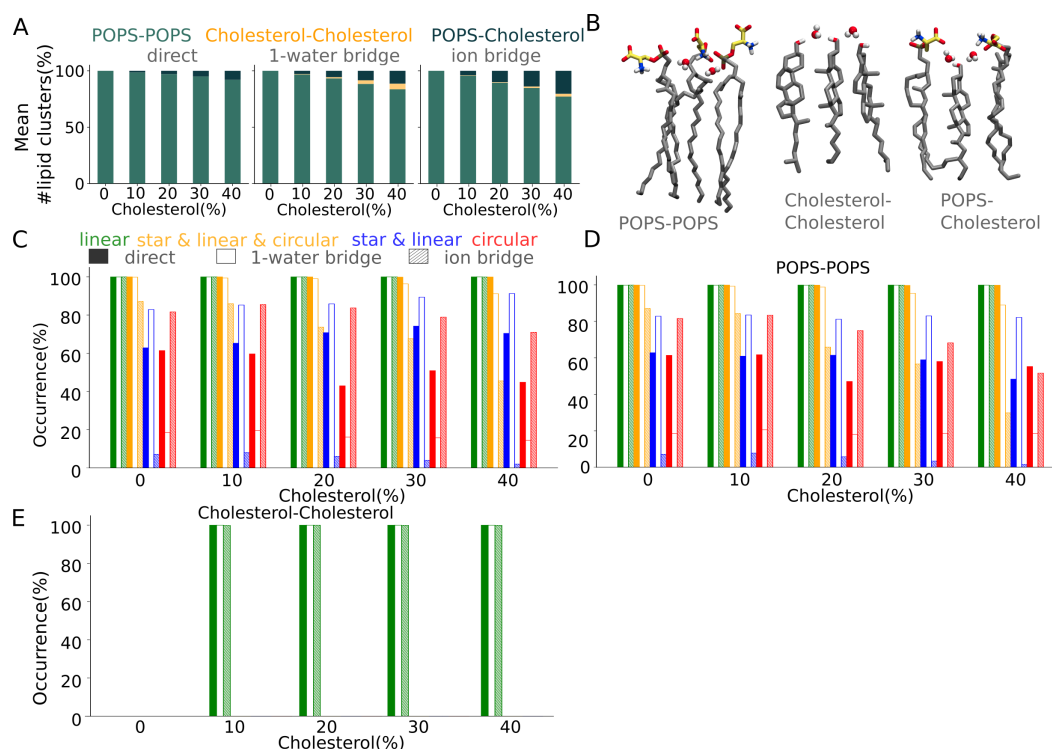 A
POPS-POPS Cholesterol-Cholesterol POPS-Cholesterol
direct 1-water bridge ion bridge
Mean
#lipid clusters(%)
100
50
0
0 10 20 30 40 0 10 20 30 40 0 10 20 30 40
Cholesterol(%) Cholesterol(%) Cholesterol(%)
B
POPS-POPS
Cholesterol-
Cholesterol
POPS-
Cholesterol
C
linear star & linear & circular star & linear circular
direct 1-water bridge ion bridge
Occurrence(%)
100
80
60
40
20
0
0 10 20 30 40
Cholesterol(%)
D
POPS-POPS
Occurrence(%)
100
80
60
40
20
0
0 10 20 30 40
Cholesterol(%)
E
Cholesterol-Cholesterol
Occurrence(%)
100
80
60
40
20
0
0 10 20 30 40
Cholesterol(%)